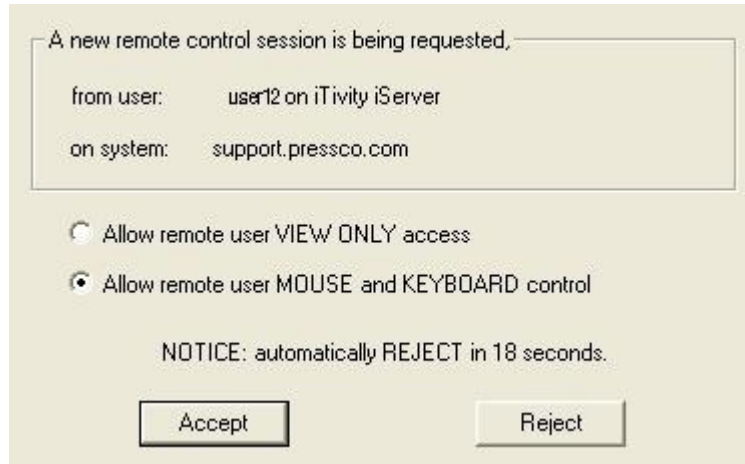 A new remote control session is being requested,
from user: user12 on iTivity iServer
on system: support.pressco.com
Allow remote user VIEW ONLY access
Allow remote user MOUSE and KEYBOARD control
NOTICE: automatically REJECT in 18 seconds.
Accept Reject